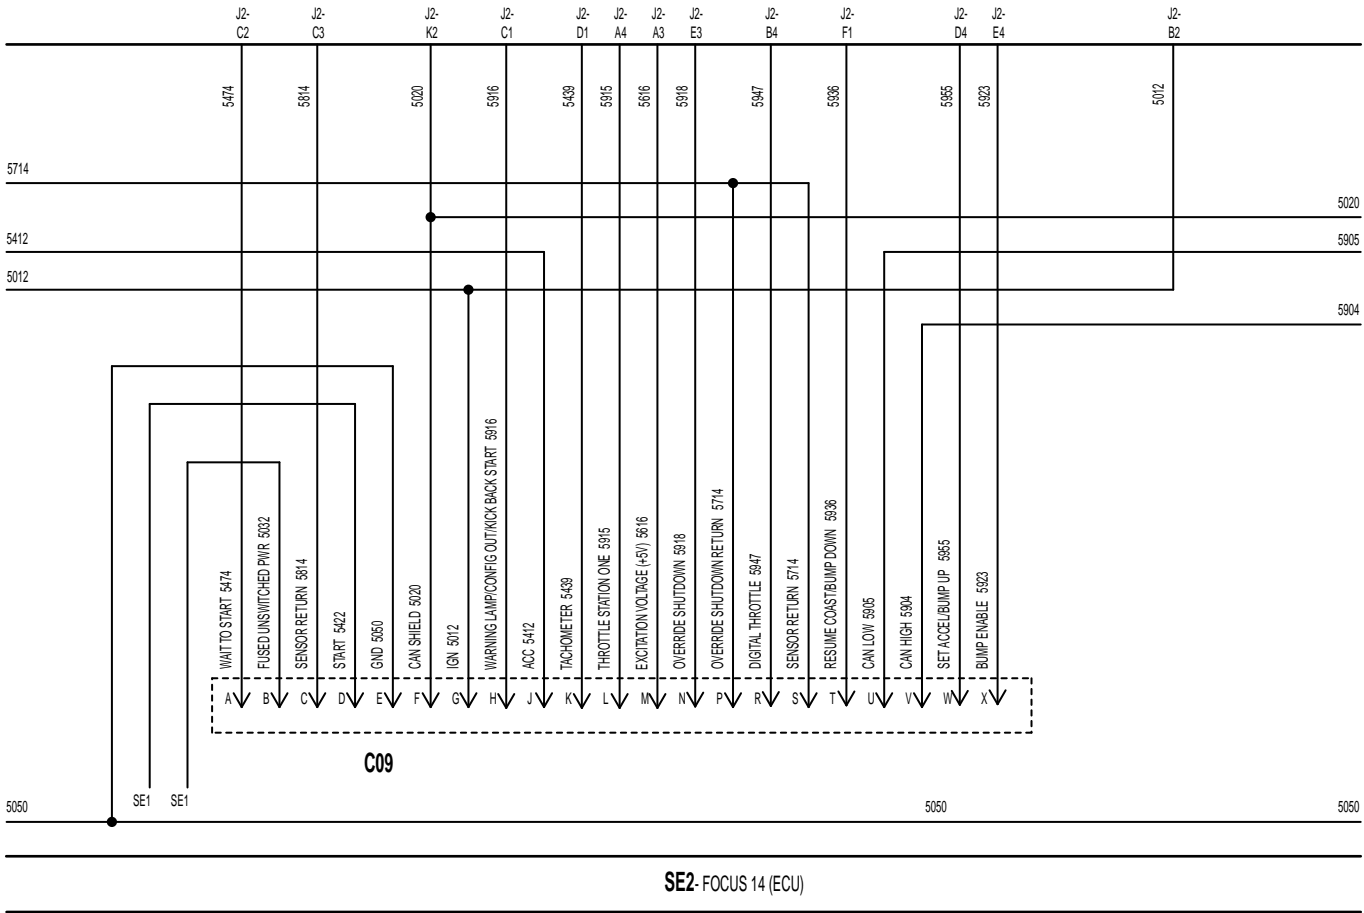 J2- J2- J2- J2- J2- J2- J2- J2- J2- J2- J2- J2- J2-
C2 C3 K2 C1 D1 A4 A3 E3 B4 F1 D4 E4 B2
5474 5814 5020 5916 5439 5915 5616 5918 5947 5936 5955 5923 5012
5714
5020
5412
5905
5012
5904
WAIT TO START 5474
FUSED UNSWITCHED PWR 5032
SENSOR RETURN 5814
START 5422
GND 5050
CAN SHIELD 5020
IGN 5012
WARNING LAMP/CONFIG OUT/KICK BACK START 5916
ACC 5412
TACHOMETER 5439
THROTTLE STATION ONE 5915
EXCITATION VOLTAGE (+5V) 5616
OVERRIDE SHUTDOWN 5918
OVERRIDE SHUTDOWN RETURN 5714
DIGITAL THROTTLE 5947
SENSOR RETURN 5714
RESUME COAST/BUMP DOWN 5936
CAN LOW 5905
CAN HIGH 5904
SET ACCEL/BUMP UP 5955
BUMP ENABLE 5923
A B C D E F G H J K L M N P R S T U V W X
C09
SE1 SE1
5050 5050 5050
SE2- FOCUS 14 (ECU)